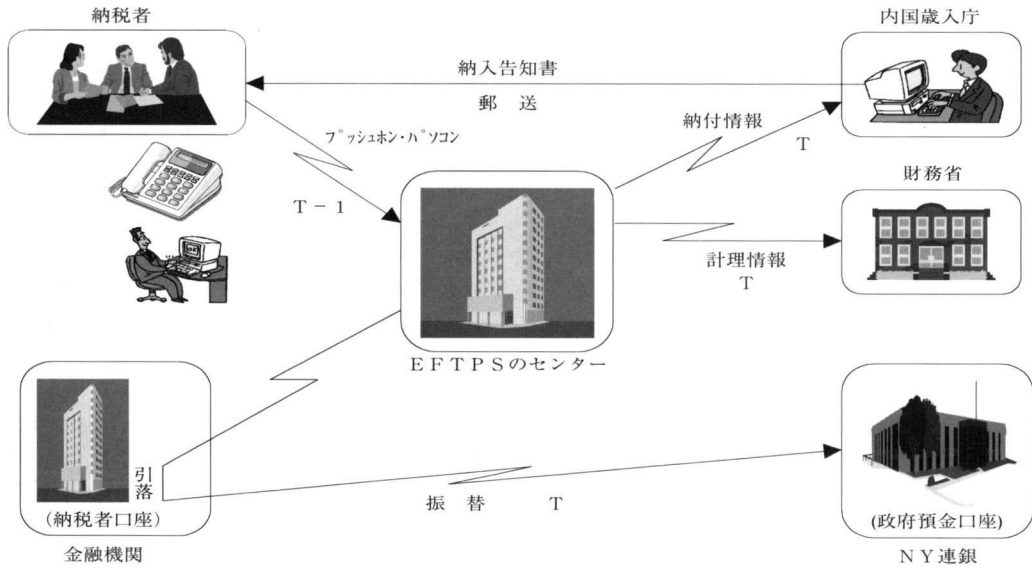 納税者
内国歳入庁
納入告知書
郵 送
プッシュホン・パソコン
納付情報
T
T-1
財務省
計理情報
T
EFTPSのセンター
引落
(納税者口座)
金融機関
振 替 T
(政府預金口座)
NY連銀